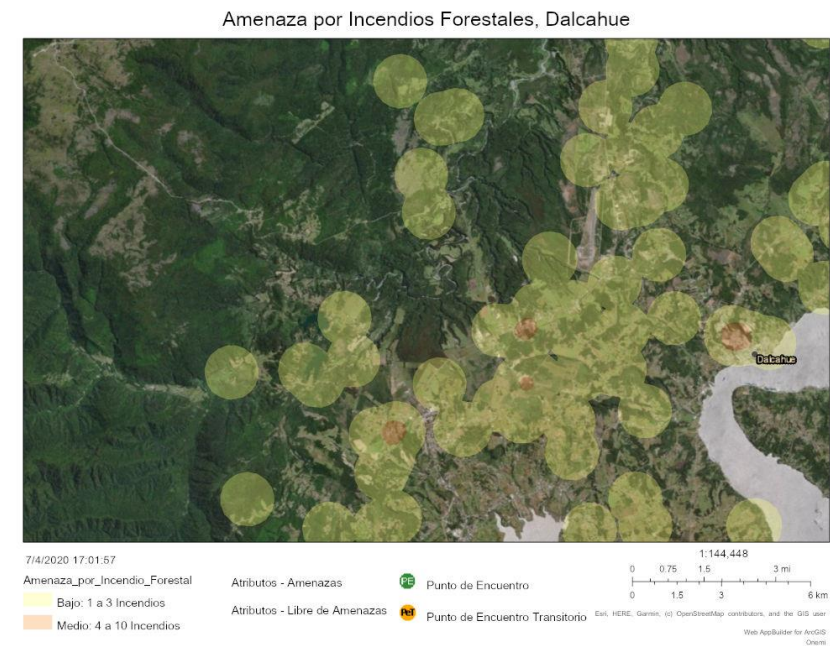 Amenaza por Incendios Forestales, Dalcahue
Dalcahue
7/4/2020 17:01:57
1:144,448
0 0.75 1.5 3 mi
0 1.5 3 6 km
Amenaza_por_Incendio_Forestal
Bajo: 1 a 3 Incendios
Medio: 4 a 10 Incendios
Atributos - Amenazas
Atributos - Libre de Amenazas
PE Punto de Encuentro
PeT Punto de Encuentro Transitorio
Esri, HERE, Garmin, (c) OpenStreetMap contributors, and the GIS user
Web AppBuilder for ArcGIS
Onemi